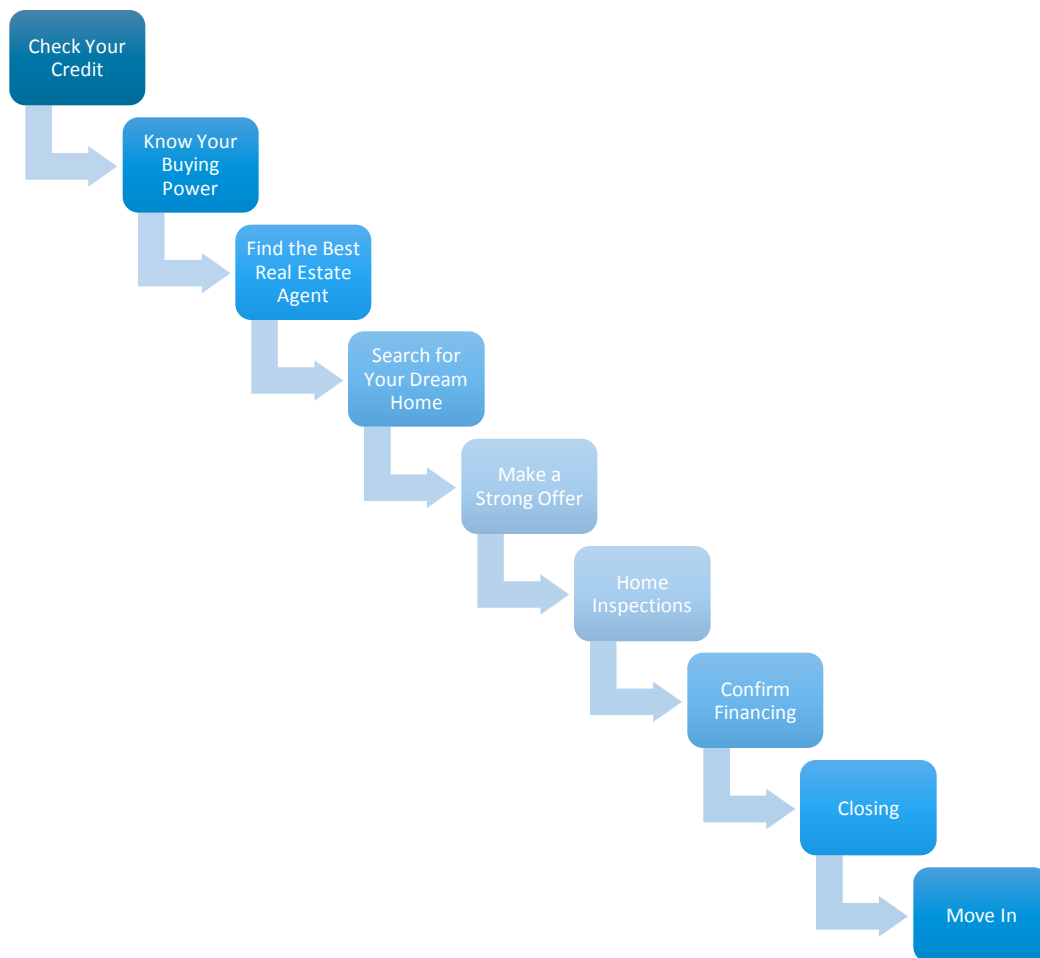 Check Your
Credit
Know Your
Buying
Power
Find the Best
Real Estate
Agent
Search for
Your Dream
Home
Make a
Strong Offer
Home
Inspections
Confirm
Financing
Closing
Move In